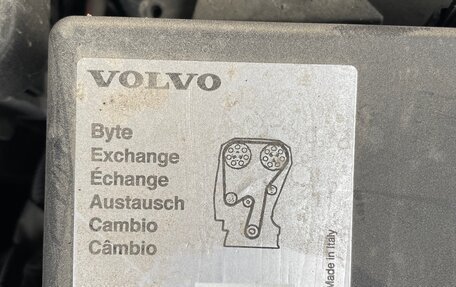 VOLVO
Byte
Exchange
Échange
Austausch
Cambio
Câmbio
Made in Italy